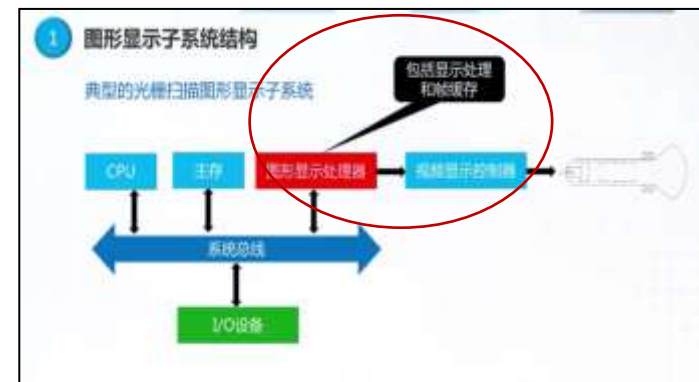 1 图形显示子系统结构
典型的光栅扫描图形显示子系统
包括显示处理
和帧缓存
CPU
主存
图形显示处理器
视频显示控制器
系统总线
I/O设备